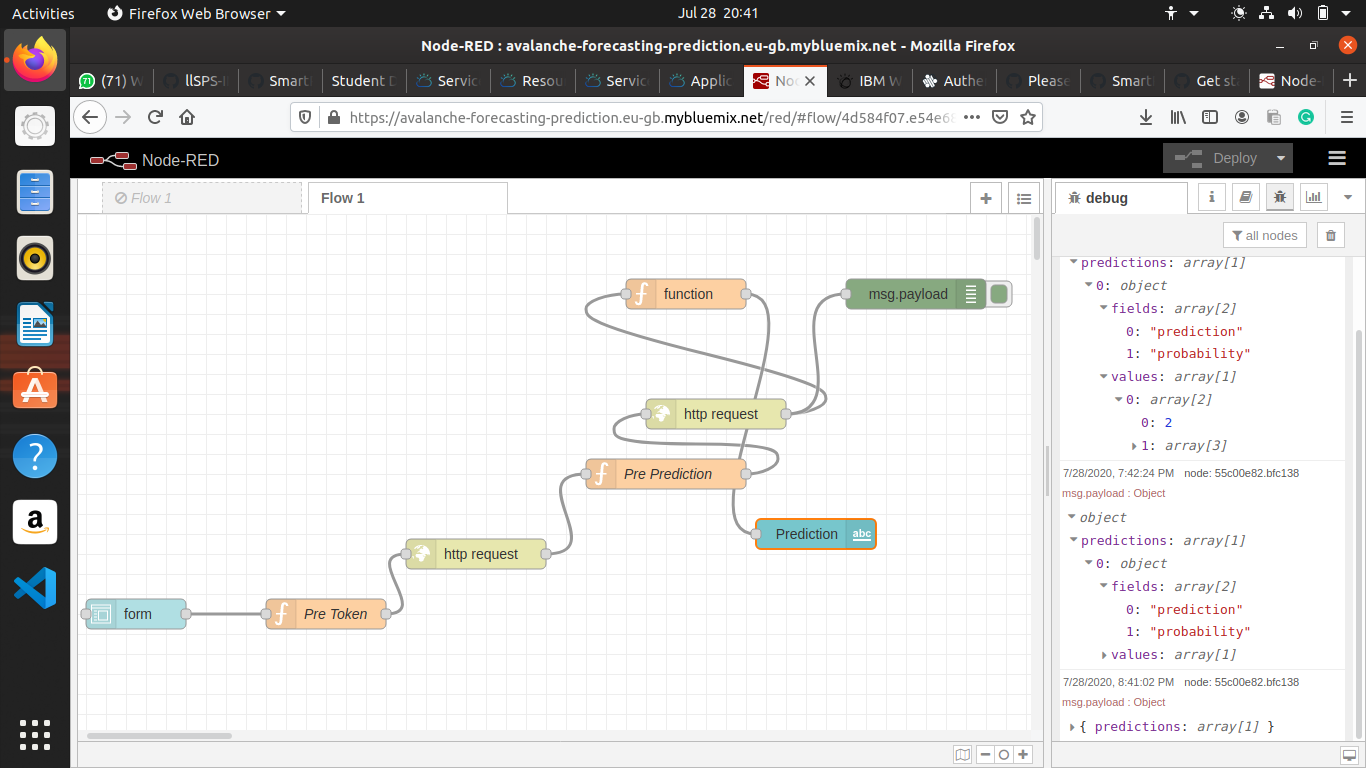 Activities
Firefox Web Browser
Jul 28 20:41
Node-RED : avalanche-forecasting-prediction.eu-gb.mybluemix.net - Mozilla Firefox
(71) W
llSPS-I
Smart
Student D
Service
Resou
Service
Applic
Nod
IBM W
Authe
Please
Smart
Get sta
Node-
https://avalanche-forecasting-prediction.eu-gb.mybluemix.net/red/#flow/4d584f07.e54e68
Node-RED
Deploy
Flow 1
Flow 1
debug
all nodes
function
msg.payload
http request
Pre Prediction
Prediction
abc
http request
form
Pre Token
predictions: array[1]
0: object
fields: array[2]
0: "prediction"
1: "probability"
values: array[1]
0: array[2]
0: 2
1: array[3]
7/28/2020, 7:42:24 PM node: 55c00e82.bfc138
msg.payload : Object
object
predictions: array[1]
0: object
fields: array[2]
0: "prediction"
1: "probability"
values: array[1]
7/28/2020, 8:41:02 PM node: 55c00e82.bfc138
msg.payload : Object
{ predictions: array[1] }